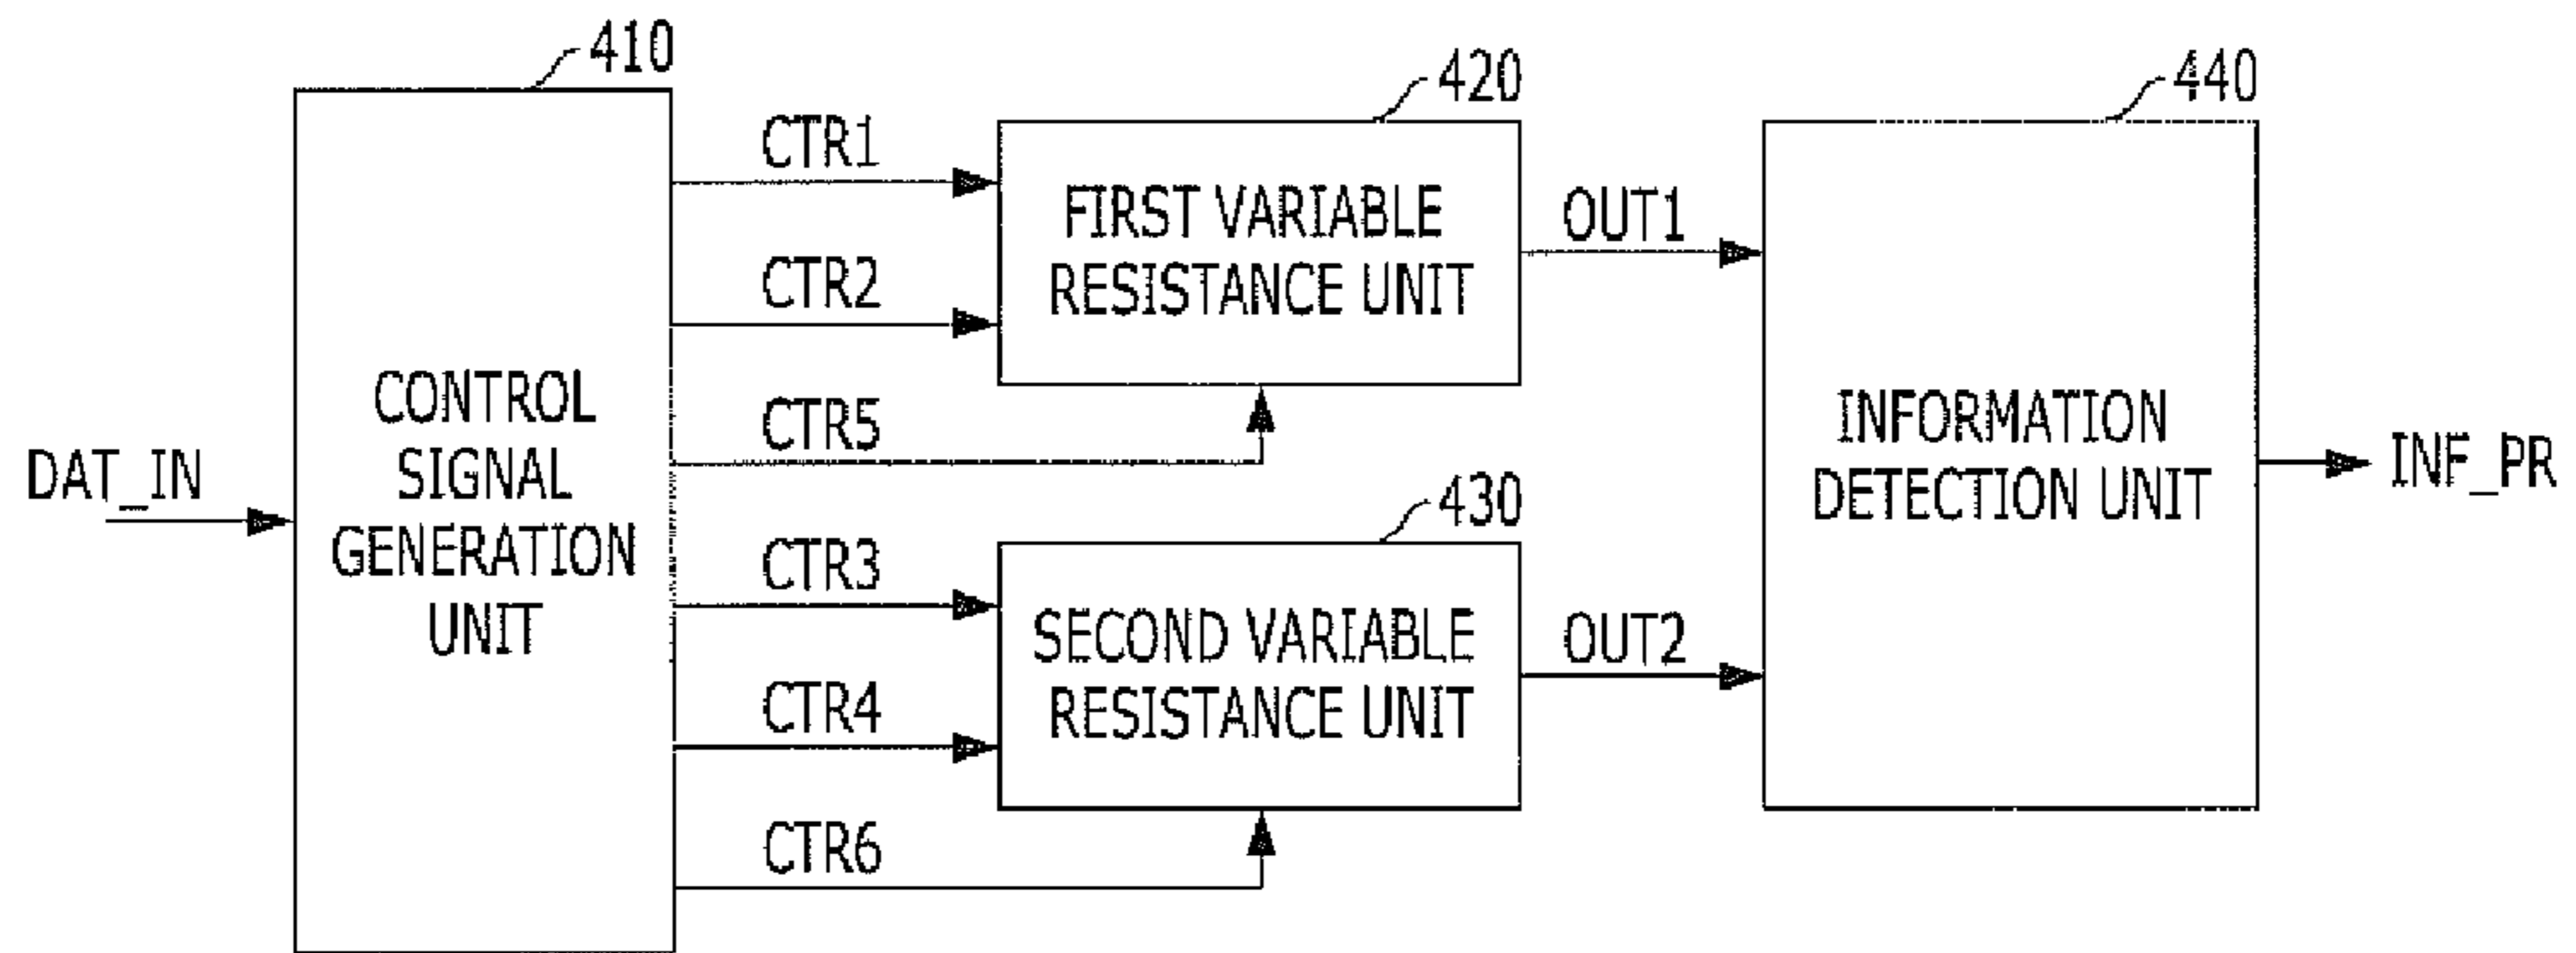 410
420
440
CTR1
CTR2
CTR5
CTR3
CTR4
CTR6
DAT_IN
CONTROL
SIGNAL
GENERATION
UNIT
FIRST VARIABLE
RESISTANCE UNIT
OUT1
430
SECOND VARIABLE
RESISTANCE UNIT
OUT2
INFORMATION
DETECTION UNIT
INF_PR